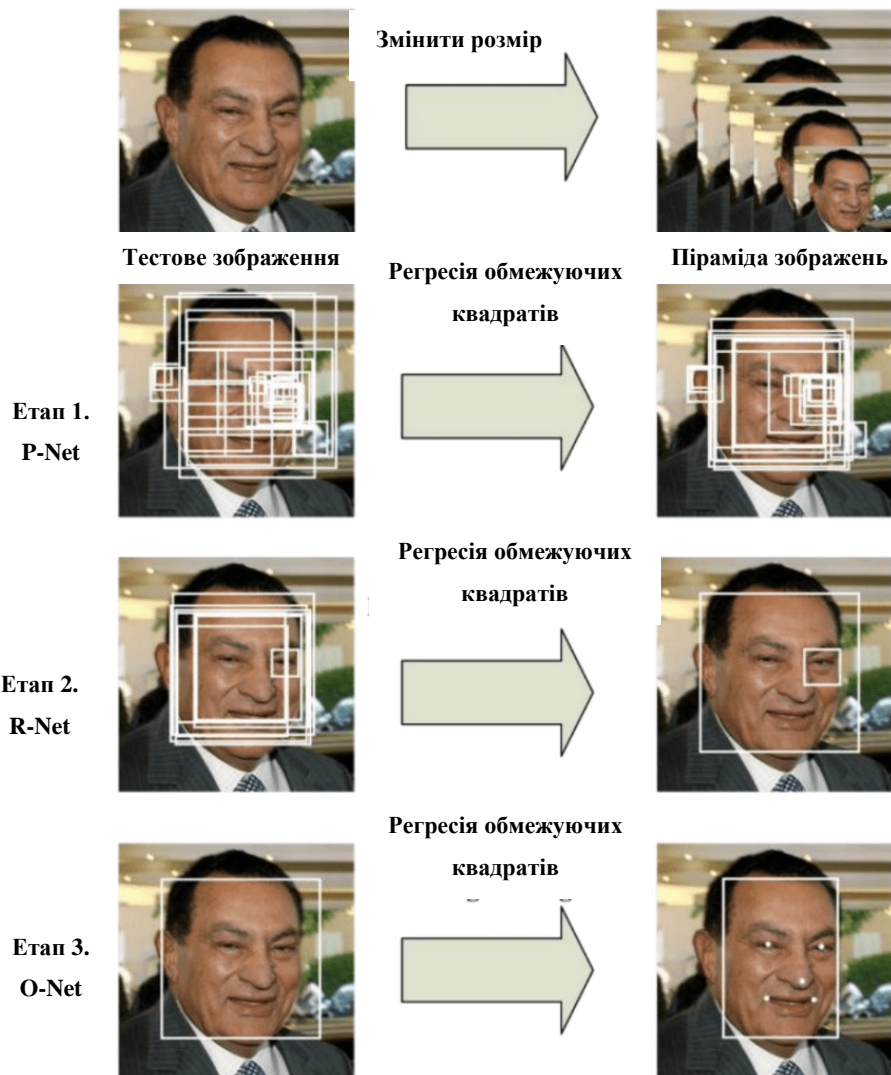 Змінити розмір
Тестове зображення
Піраміда зображень
Регресія обмежуючих
квадратів
Етап 1.
P-Net
Регресія обмежуючих
квадратів
Етап 2.
R-Net
Регресія обмежуючих
квадратів
Етап 3.
O-Net